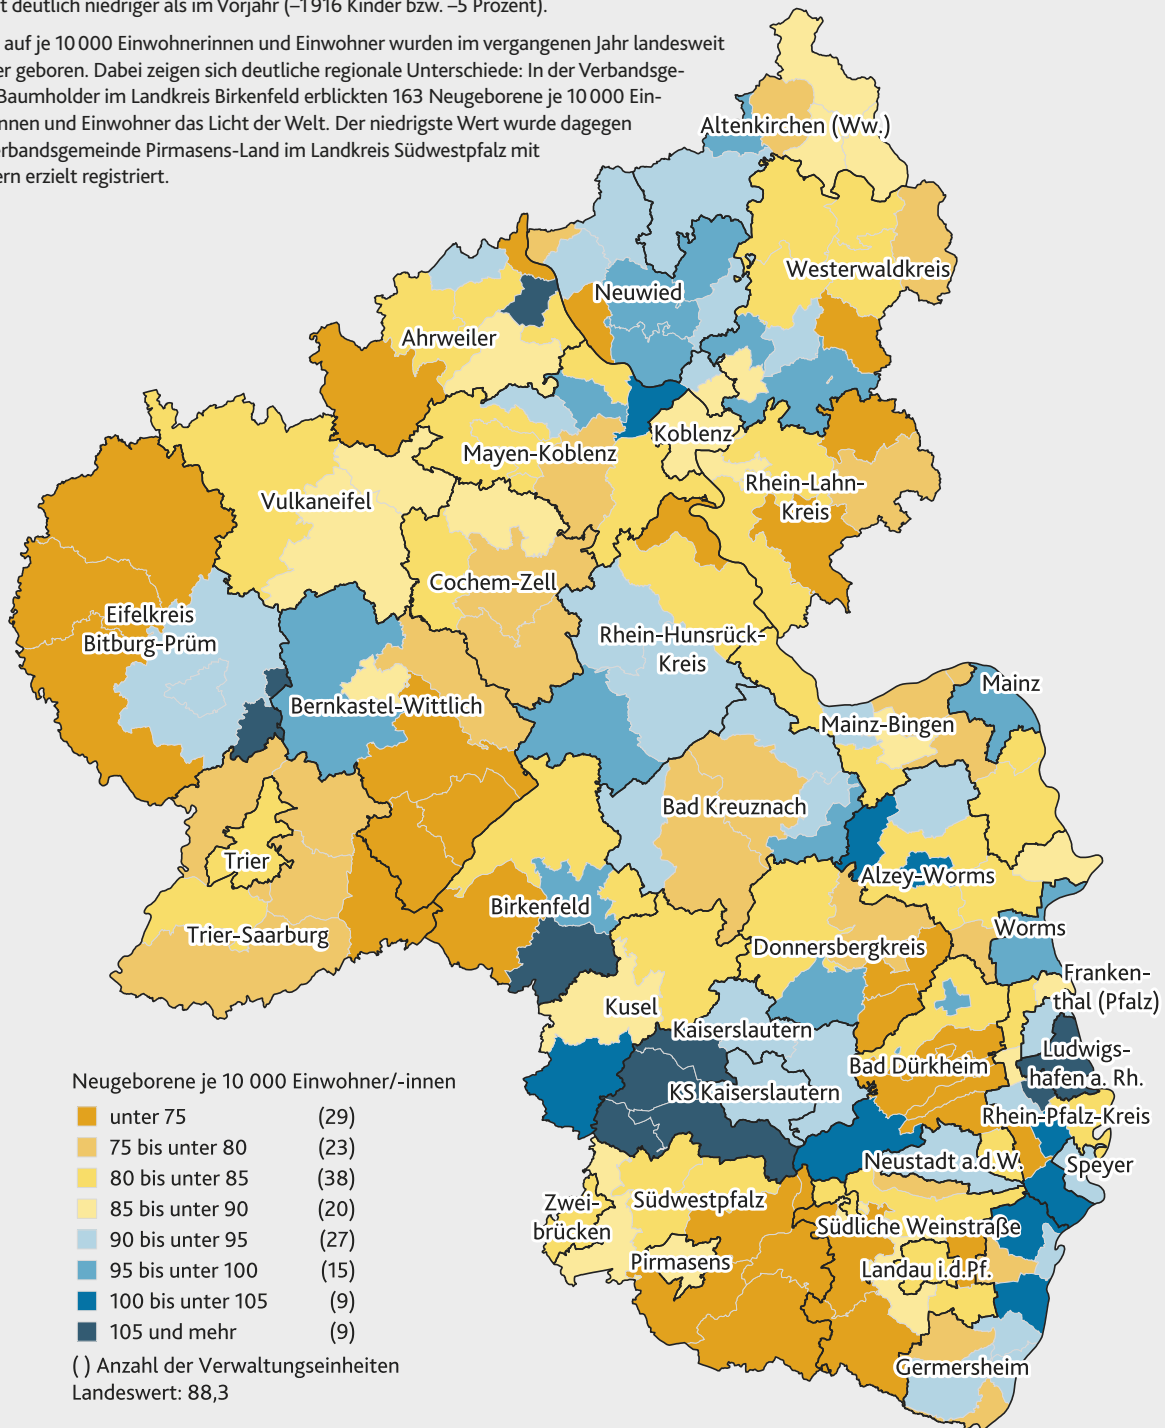 t deutlich niedriger als im Vorjahr (–1 916 Kinder bzw. –5 Prozent).
auf je 10 000 Einwohnerinnen und Einwohner wurden im vergangenen Jahr landesweit
er geboren. Dabei zeigen sich deutliche regionale Unterschiede: In der Verbandsge-
Baumholder im Landkreis Birkenfeld erblickten 163 Neugeborene je 10 000 Ein-
nnen und Einwohner das Licht der Welt. Der niedrigste Wert wurde dagegen
erbandsgemeinde Pirmasens-Land im Landkreis Südwestpfalz mit
ern erzielt registriert.
Altenkirchen (Ww.)
Westerwaldkreis
Neuwied
Ahrweiler
Koblenz
Mayen-Koblenz
Rhein-Lahn-
Kreis
Vulkaneifel
Cochem-Zell
Eifelkreis
Bitburg-Prüm
Rhein-Hunsrück-
Kreis
Mainz
Bernkastel-Wittlich
Mainz-Bingen
Bad Kreuznach
Trier
Alzey-Worms
Birkenfeld
Trier-Saarburg
Worms
Donnersbergkreis
Franken-
thal (Pfalz)
Kusel
Kaiserslautern
Ludwigs-
hafen a. Rh.
Bad Dürkheim
KS Kaiserslautern
Rhein-Pfalz-Kreis
Neustadt a.d.W.
Speyer
Zwei-
brücken
Südwestpfalz
Südliche Weinstraße
Pirmasens
Landau i.d.Pf.
Germersheim
Neugeborene je 10 000 Einwohner/-innen
unter 75 (29)
75 bis unter 80 (23)
80 bis unter 85 (38)
85 bis unter 90 (20)
90 bis unter 95 (27)
95 bis unter 100 (15)
100 bis unter 105 (9)
105 und mehr (9)
( ) Anzahl der Verwaltungseinheiten
Landeswert: 88,3